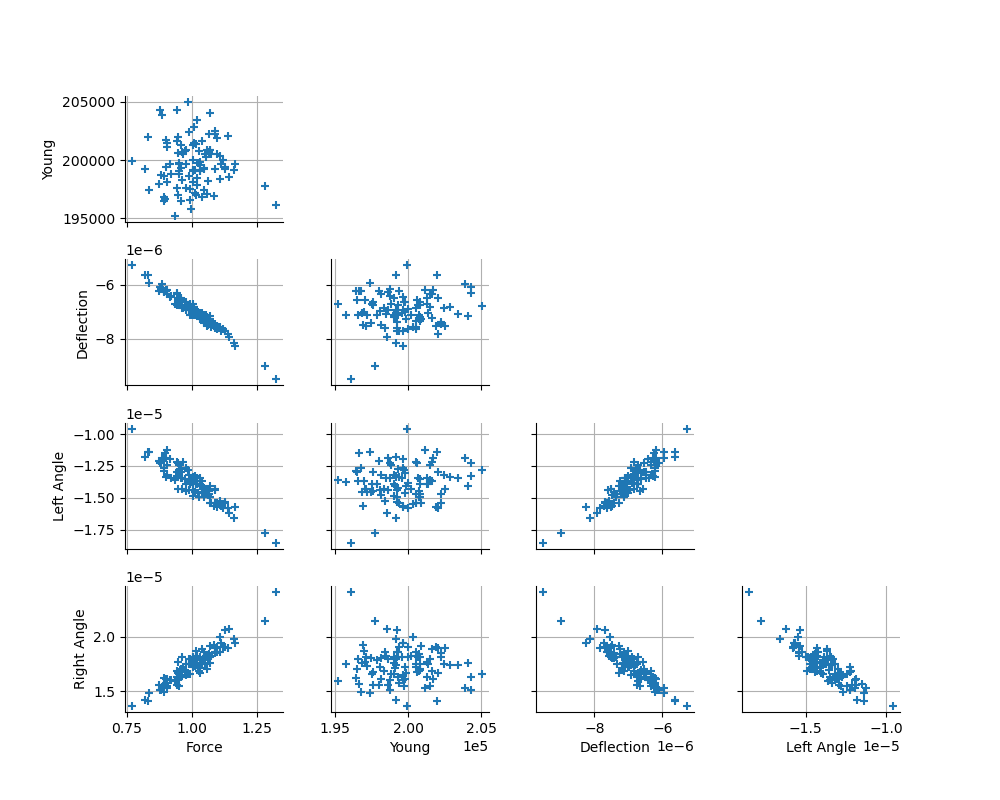 205000
200000
195000
Young
1e−6
−6
−8
Deflection
1e−5
−1.00
−1.25
−1.50
−1.75
Left Angle
1e−5
2.0
1.5
Right Angle
0.75 1.00 1.25
Force
1.95 2.00 2.05
Young 1e5
−8 −6
Deflection 1e−6
−1.5 −1.0
Left Angle 1e−5